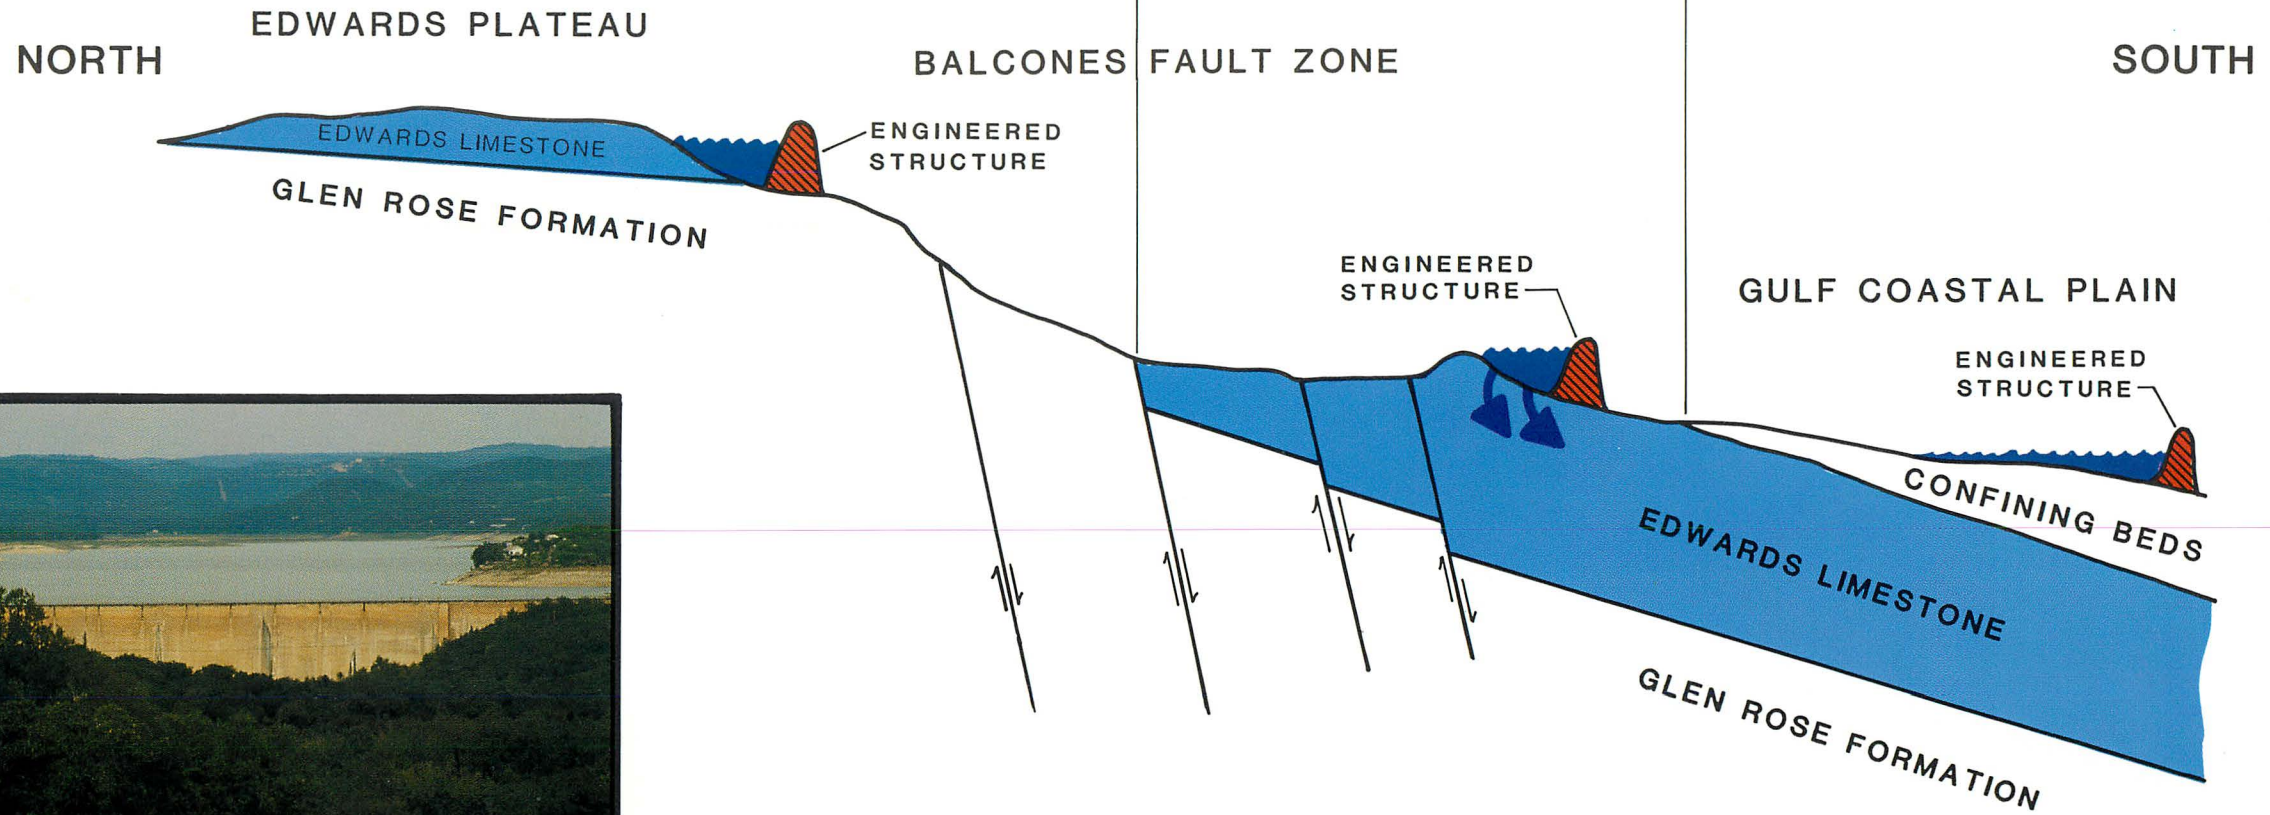 EDWARDS PLATEAU
NORTH
BALCONES FAULT ZONE
SOUTH
EDWARDS LIMESTONE
ENGINEERED
STRUCTURE
GLEN ROSE FORMATION
ENGINEERED
STRUCTURE
GULF COASTAL PLAIN
ENGINEERED
STRUCTURE
CONFINING BEDS
EDWARDS LIMESTONE
GLEN ROSE FORMATION